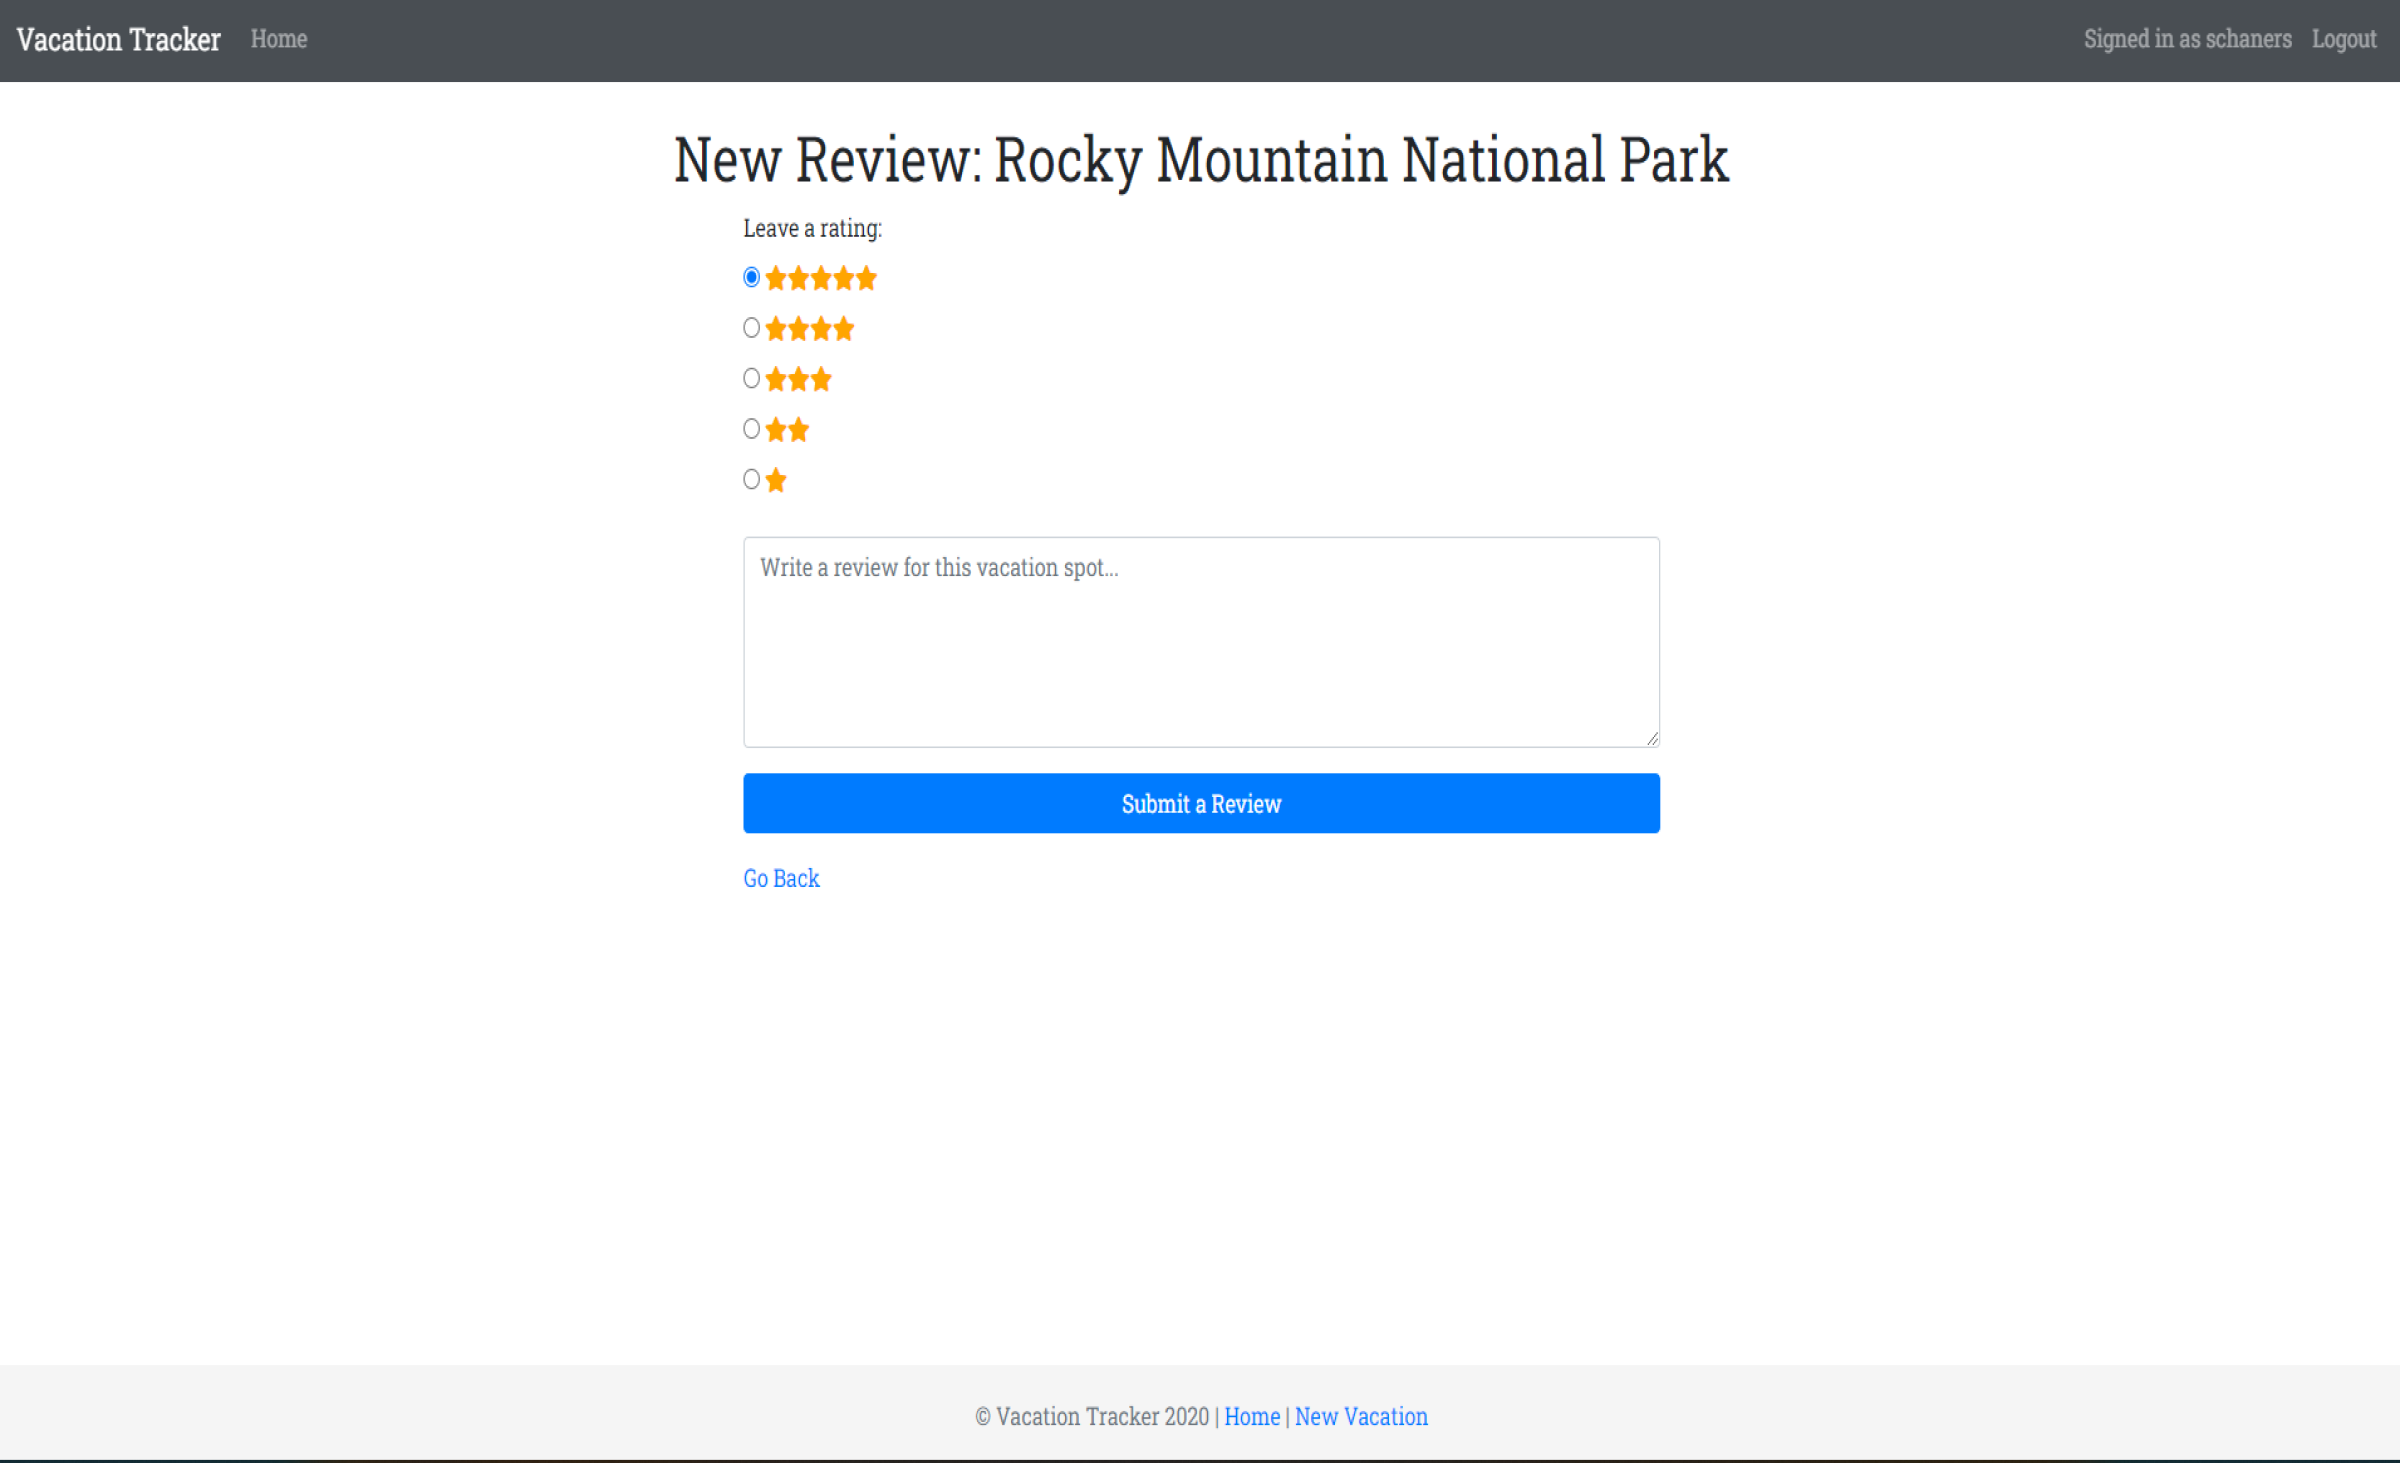 Vacation Tracker Home Signed in as schaners Logout
New Review: Rocky Mountain National Park
Leave a rating:
Write a review for this vacation spot...
Submit a Review
Go Back
© Vacation Tracker 2020 | Home | New Vacation